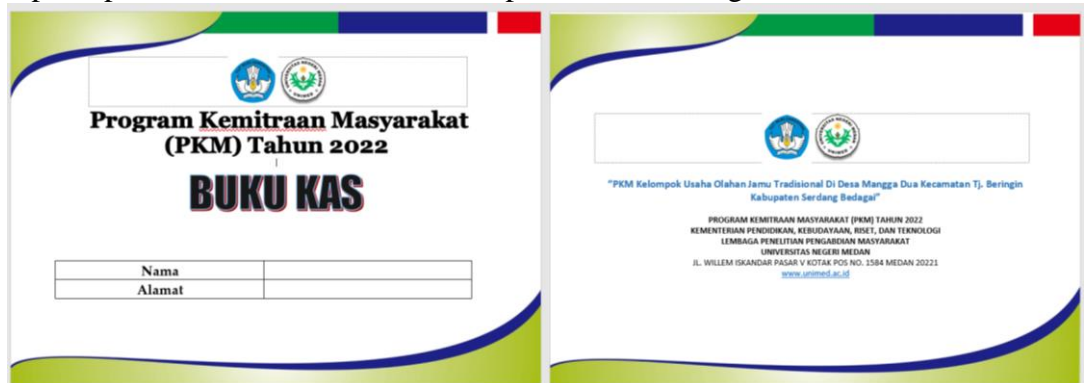 Program Kemitraan Masyarakat
(PKM) Tahun 2022
BUKU KAS
Nama
Alamat
"PKM Kelompok Usaha Olahan Jamu Tradisional Di Desa Mangga Dua Kecamatan Tj. Beringin
Kabupaten Serdang Bedagai"
PROGRAM KEMITRAAN MASYARAKAT (PKM) TAHUN 2022
KEMENTERIAN PENDIDIKAN, KEBUDAYAAN, RISET, DAN TEKNOLOGI
LEMBAGA PENELITIAN PENGABDIAN MASYARAKAT
UNIVERSITAS NEGERI MEDAN
JL. WILLEM ISKANDAR PASAR V KOTAK POS NO. 1584 MEDAN 20221
www.unimed.ac.id